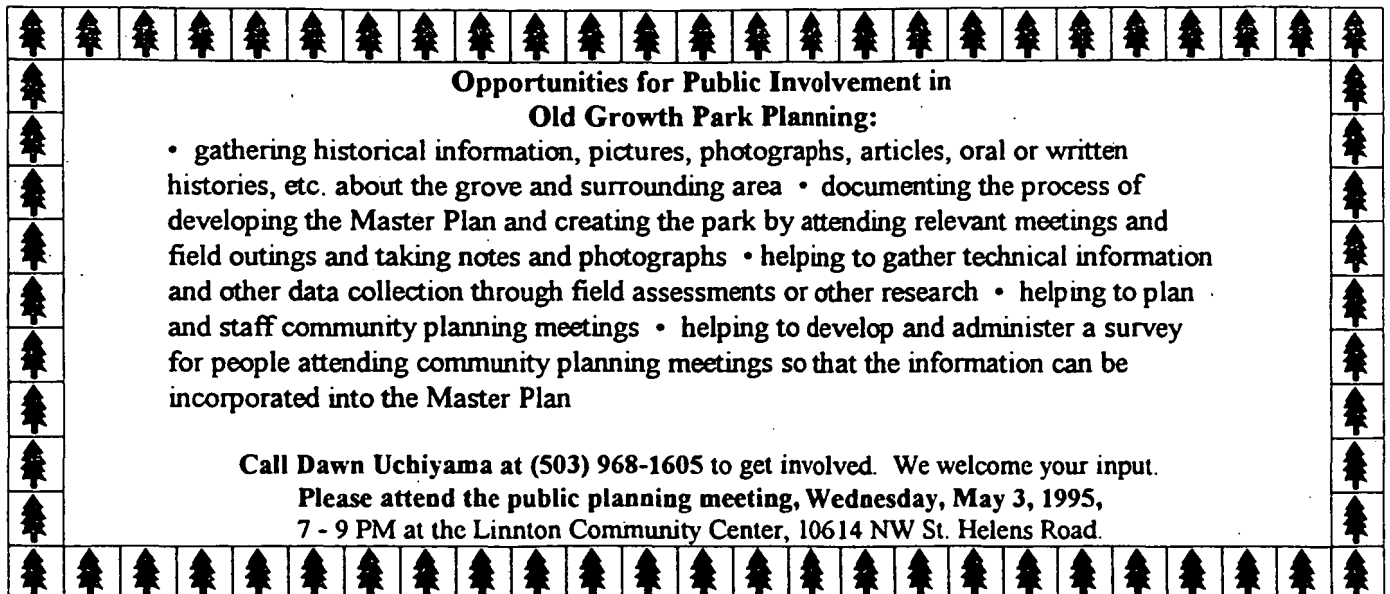 Opportunities for Public Involvement in
Old Growth Park Planning:
• gathering historical information, pictures, photographs, articles, oral or written
histories, etc. about the grove and surrounding area • documenting the process of
developing the Master Plan and creating the park by attending relevant meetings and
field outings and taking notes and photographs • helping to gather technical information
and other data collection through field assessments or other research • helping to plan
and staff community planning meetings • helping to develop and administer a survey
for people attending community planning meetings so that the information can be
incorporated into the Master Plan
Call Dawn Uchiyama at (503) 968-1605 to get involved. We welcome your input.
Please attend the public planning meeting, Wednesday, May 3, 1995,
7 - 9 PM at the Linnton Community Center, 10614 NW St. Helens Road.